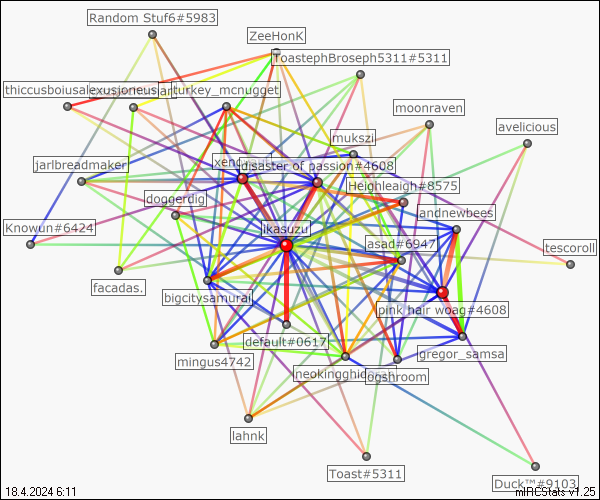 Random Stuf6#5983
ZeeHonK
ToastephBroseph5311#5311
thiccusboiusalexusjoneus
turkey_mcnugget
moonraven
avelicious
mukszi
jarlbreadmaker
disaster of passion#4608
Heighleaigh#8575
doggerdig
andnewbees
Knowun#6424
ikasuzu
asad#6947
tescoroll
facadas.
bigcitysamurai
pink hair woag#4608
default#0617
gregor_samsa
mingus4742
ogshroom
lahnk
Toast#5311
Duck™#9103
18.4.2024 6:11
mIRCStats v1.25